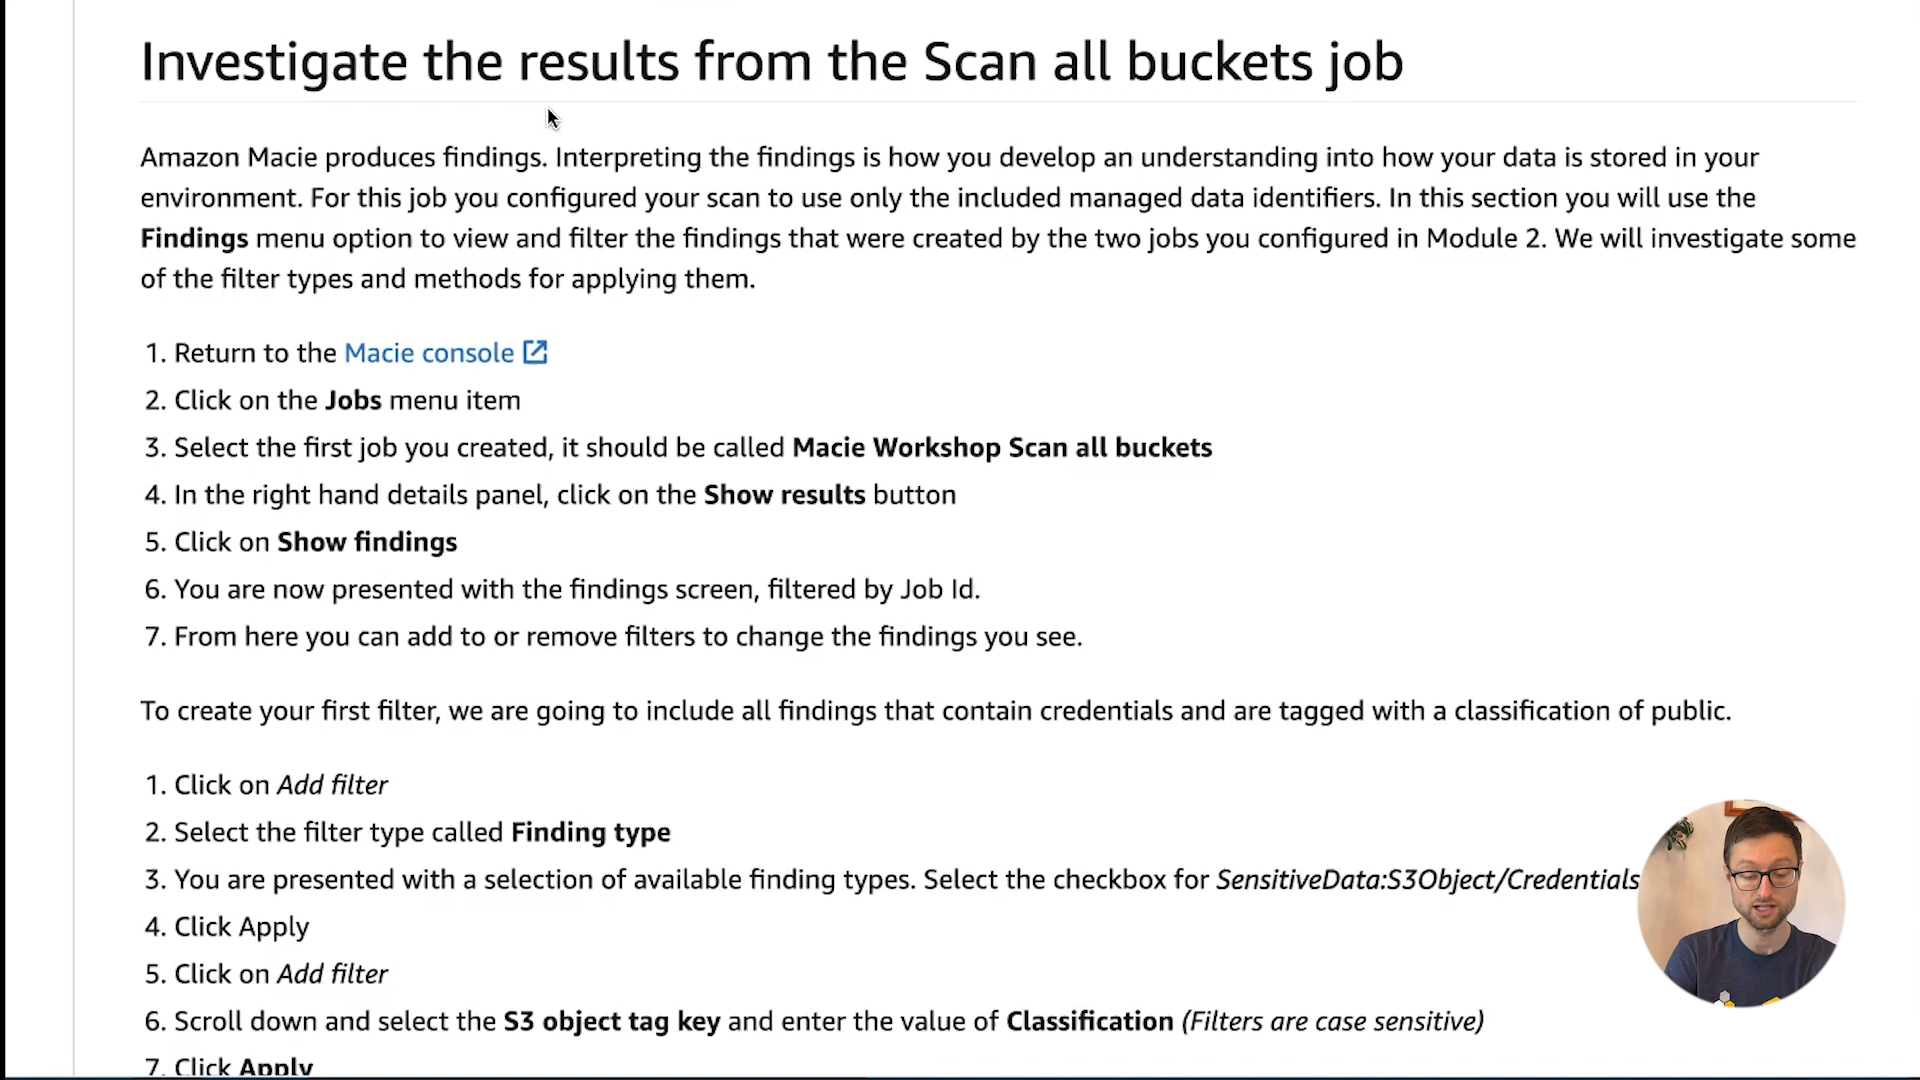 Investigate the results from the Scan all buckets job
Amazon Macie produces findings. Interpreting the findings is how you develop an understanding into how your data is stored in your
environment. For this job you configured your scan to use only the included managed data identifiers. In this section you will use the
Findings menu option to view and filter the findings that were created by the two jobs you configured in Module 2. We will investigate some
of the filter types and methods for applying them.
1. Return to the Macie console
2. Click on the Jobs menu item
3. Select the first job you created, it should be called Macie Workshop Scan all buckets
4. In the right hand details panel, click on the Show results button
5. Click on Show findings
6. You are now presented with the findings screen, filtered by Job Id.
7. From here you can add to or remove filters to change the findings you see.
To create your first filter, we are going to include all findings that contain credentials and are tagged with a classification of public.
1. Click on Add filter
2. Select the filter type called Finding type
3. You are presented with a selection of available finding types. Select the checkbox for SensitiveData:S3Object/Credentials
4. Click Apply
5. Click on Add filter
6. Scroll down and select the S3 object tag key and enter the value of Classification (Filters are case sensitive)
7. Click Apply